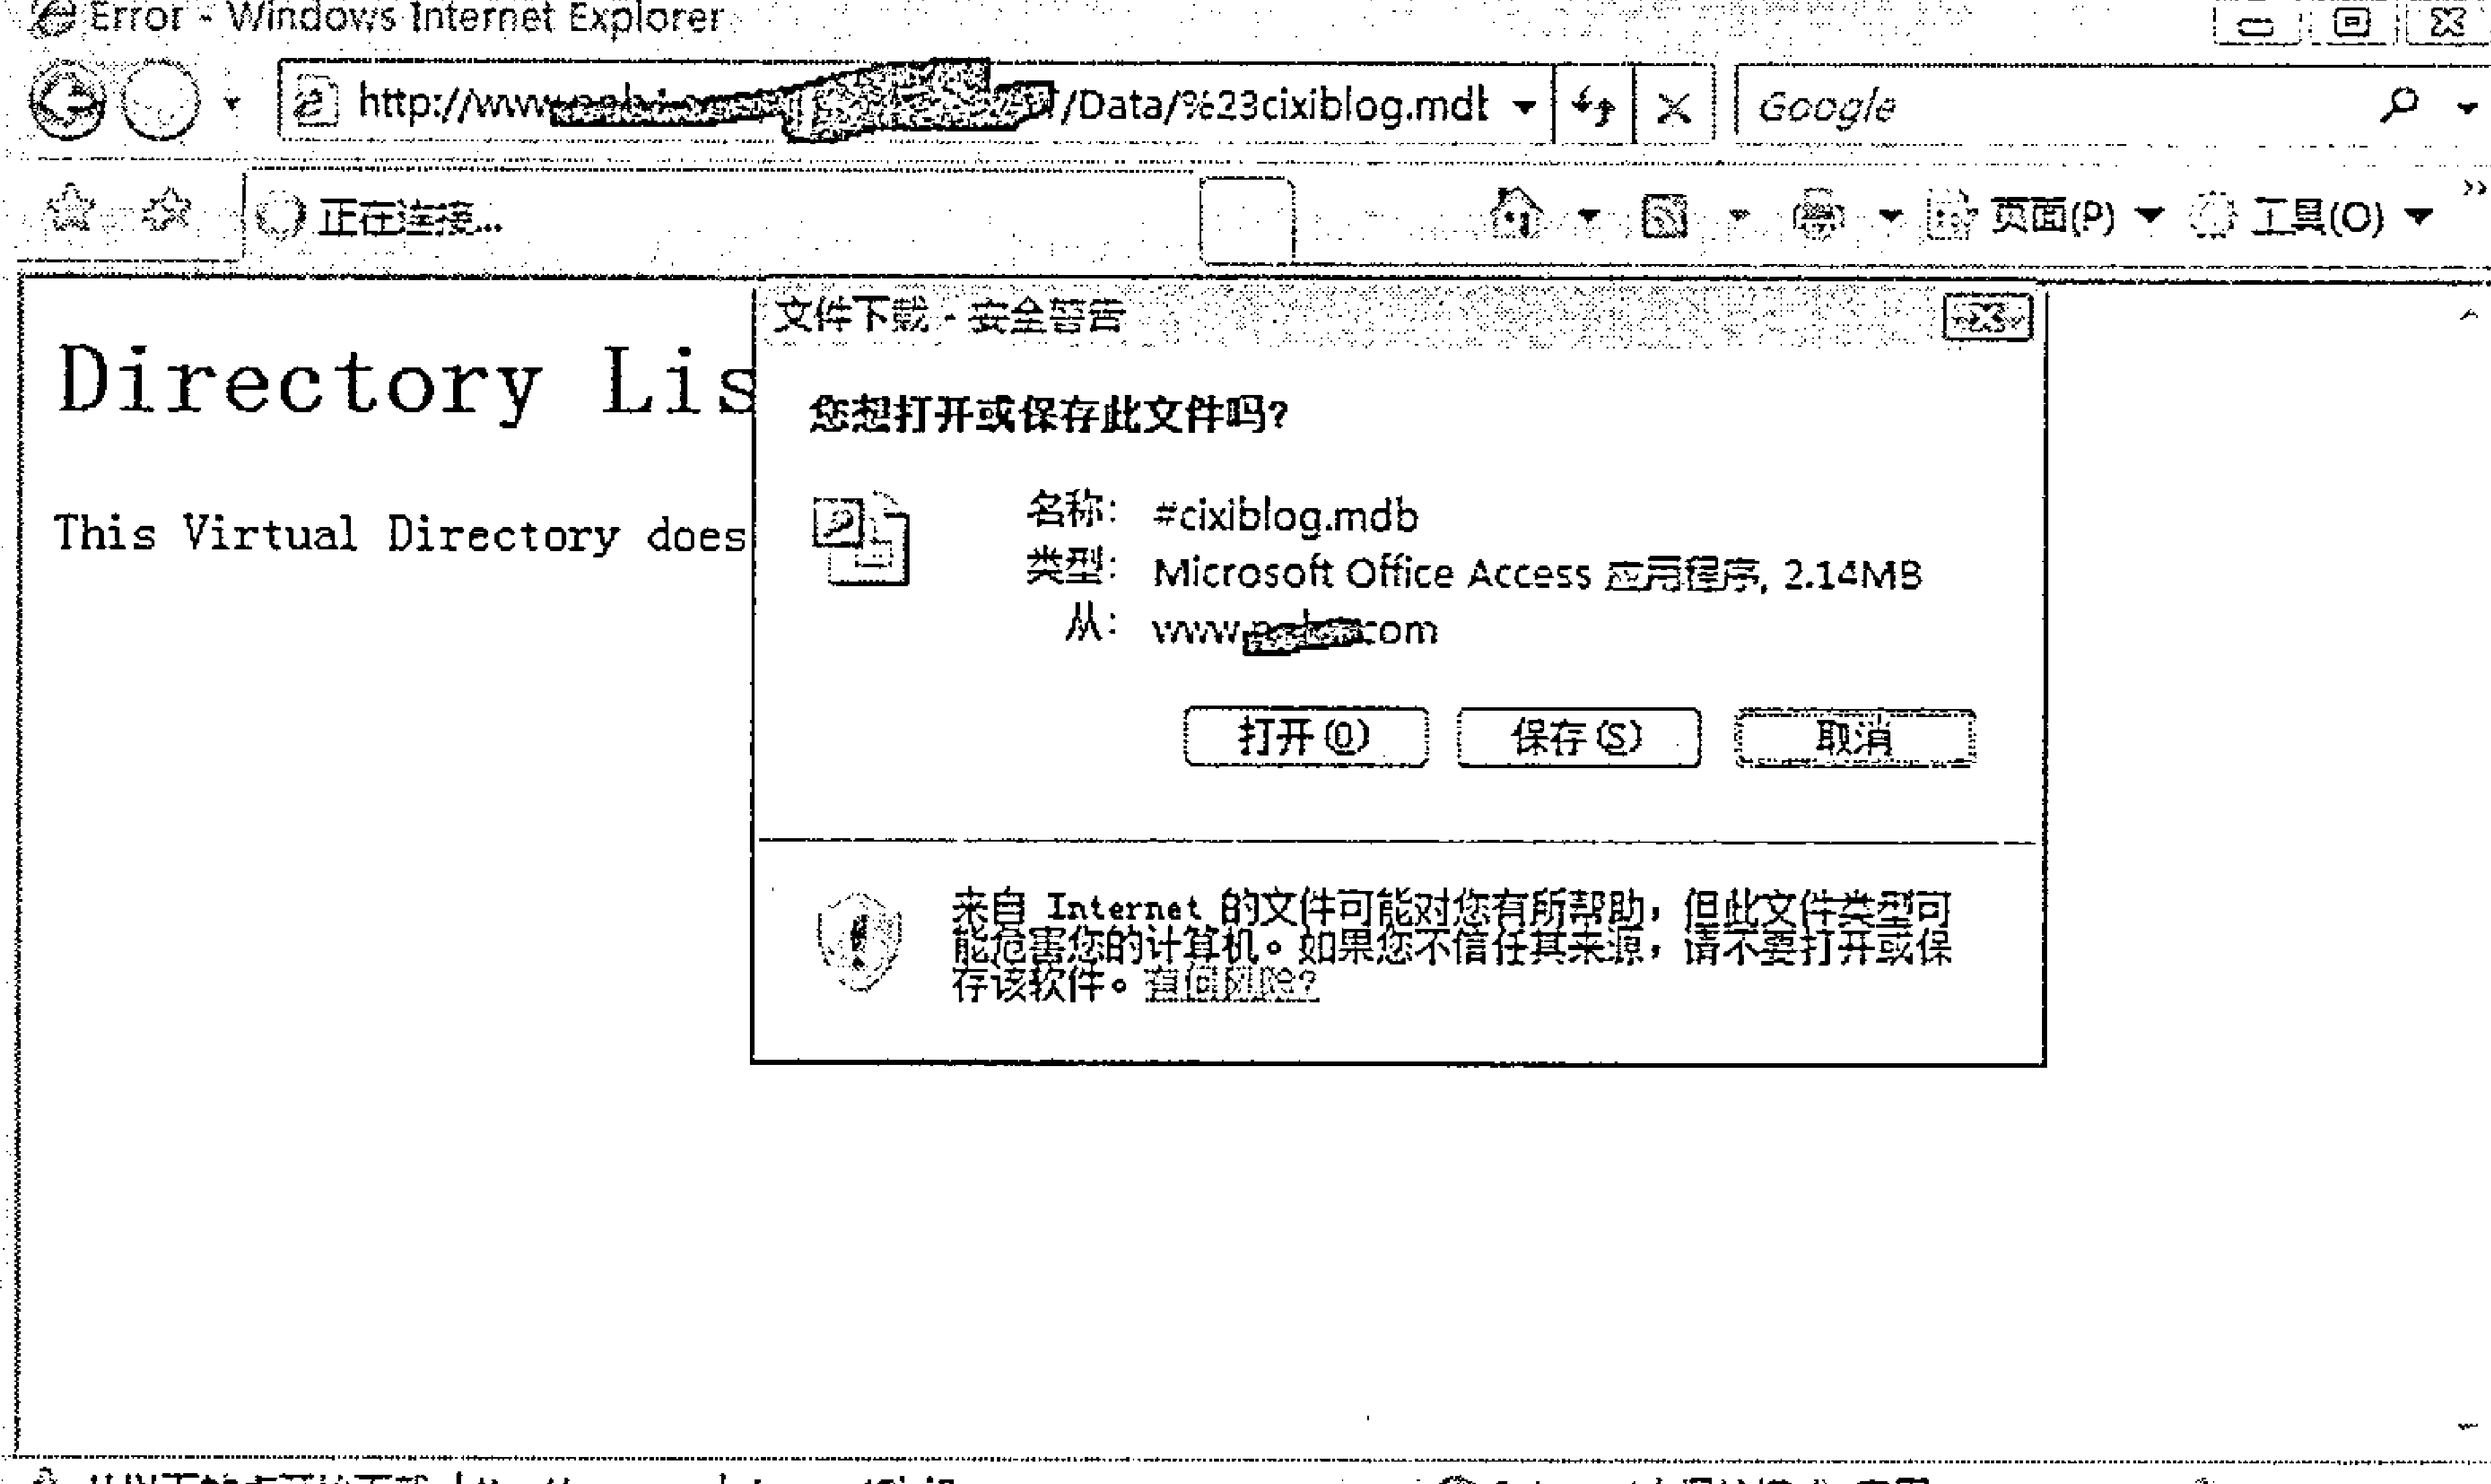 Error - Windows Internet Explorer
http://www /Data/%23cixiblog.mdb
Google
正在连接...
页面(P)
工具(O)
Directory Lis
This Virtual Directory does
文件下载 - 安全警告
您想打开或保存此文件吗?
名称: #cixiblog.mdb
类型: Microsoft Office Access 应用程序, 2.14MB
从: www. com
打开(O)
保存(S)
取消
来自 Internet 的文件可能对您有所帮助，但此文件类型可
能危害您的计算机。如果您不信任其来源，请不要打开或保
存该软件。有何风险?